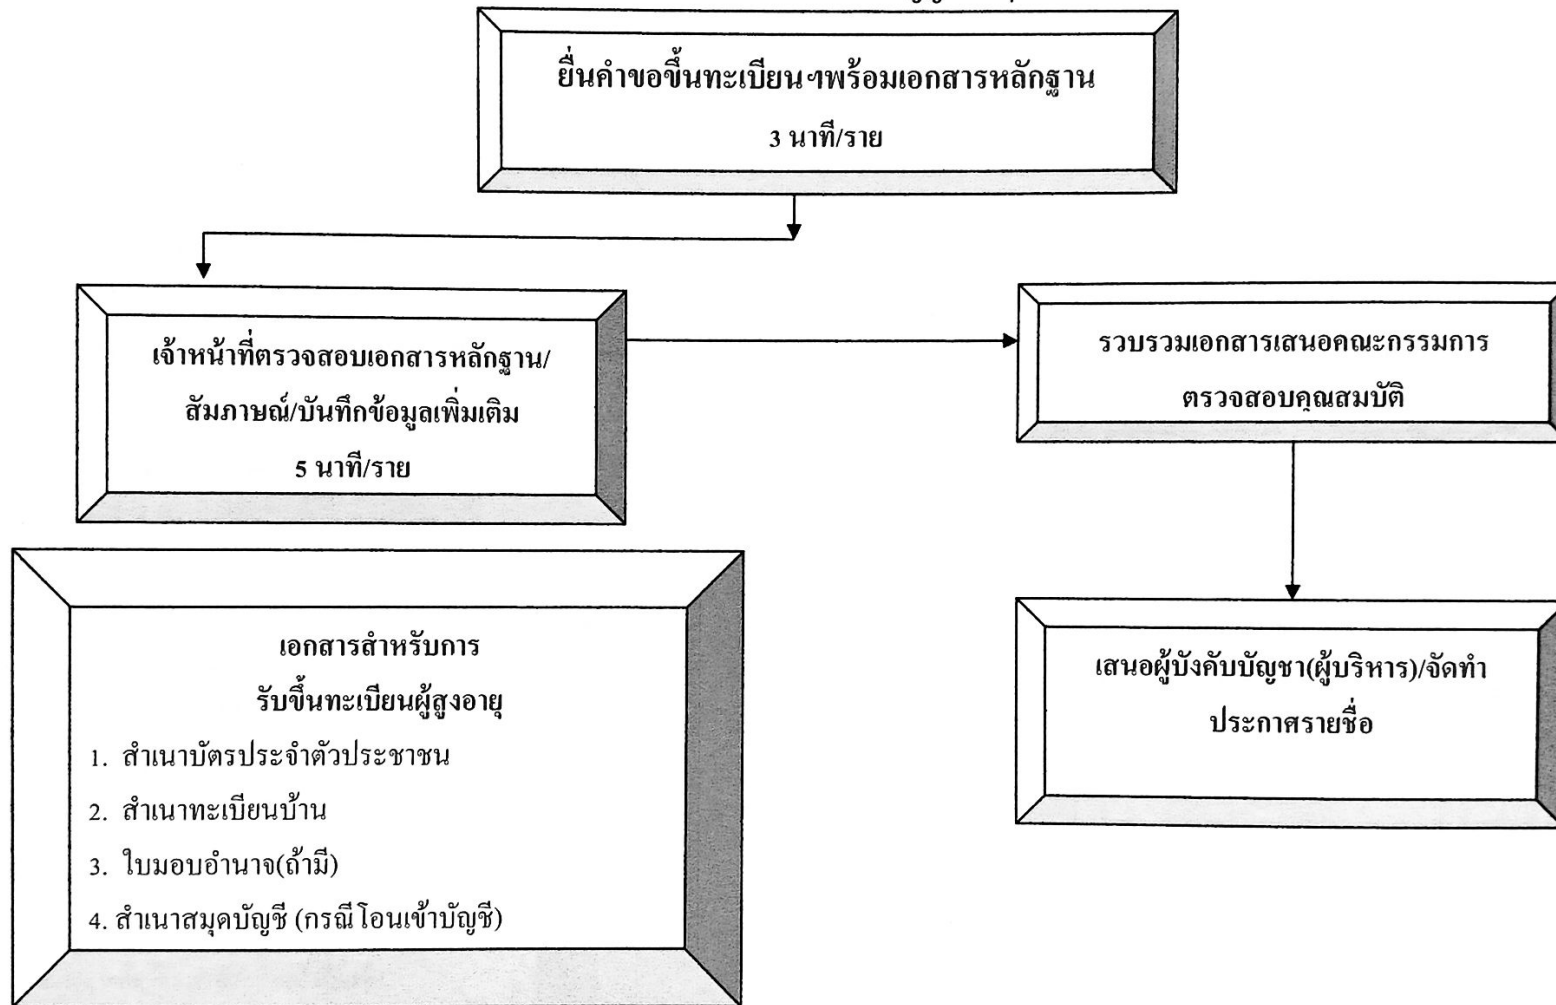 ยื่นคำขอขึ้นทะเบียนฯพร้อมเอกสารหลักฐาน
3 นาที/ราย
เจ้าหน้าที่ตรวจสอบเอกสารหลักฐาน/
สัมภาษณ์/บันทึกข้อมูลเพิ่มเติม
5 นาที/ราย
รวบรวมเอกสารเสนอคณะกรรมการ
ตรวจสอบคุณสมบัติ
เอกสารสำหรับการ
รับขึ้นทะเบียนผู้สูงอายุ
1. สำเนาบัตรประจำตัวประชาชน
2. สำเนาทะเบียนบ้าน
3. ใบมอบอำนาจ(ถ้ามี)
4. สำเนาสมุดบัญชี (กรณีโอนเข้าบัญชี)
เสนอผู้บังคับบัญชา(ผู้บริหาร)/จัดทำ
ประกาศรายชื่อ